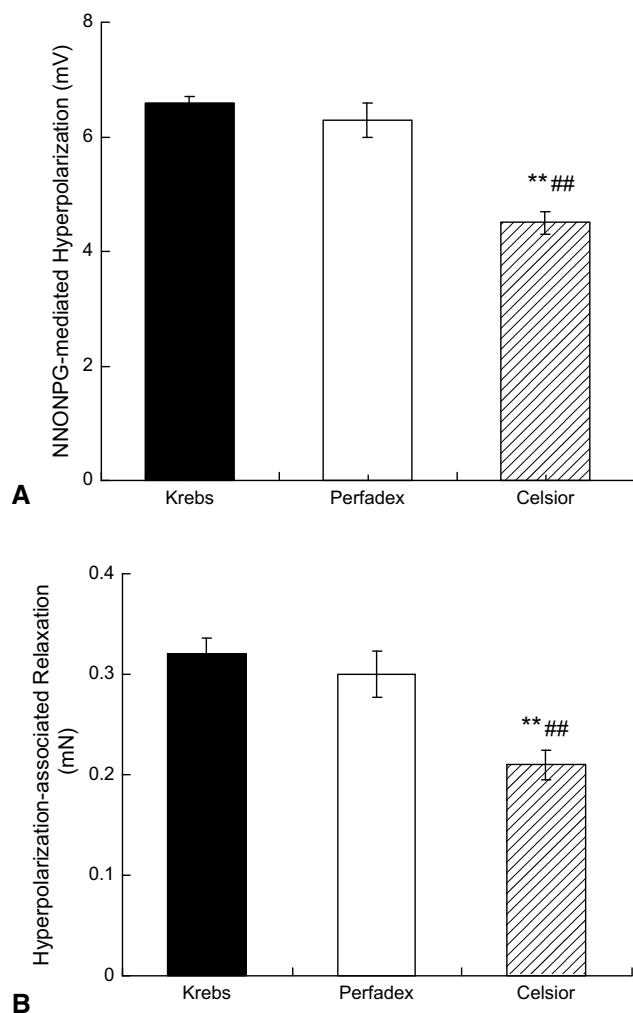 8
6
4
2
0
NNONPG-mediated Hyperpolarization (mV)
**##
Krebs
Perfadex
Celsior
A
0.4
0.3
0.2
0.1
0
Hyperpolarization-associated Relaxation
(mN)
**##
Krebs
Perfadex
Celsior
B